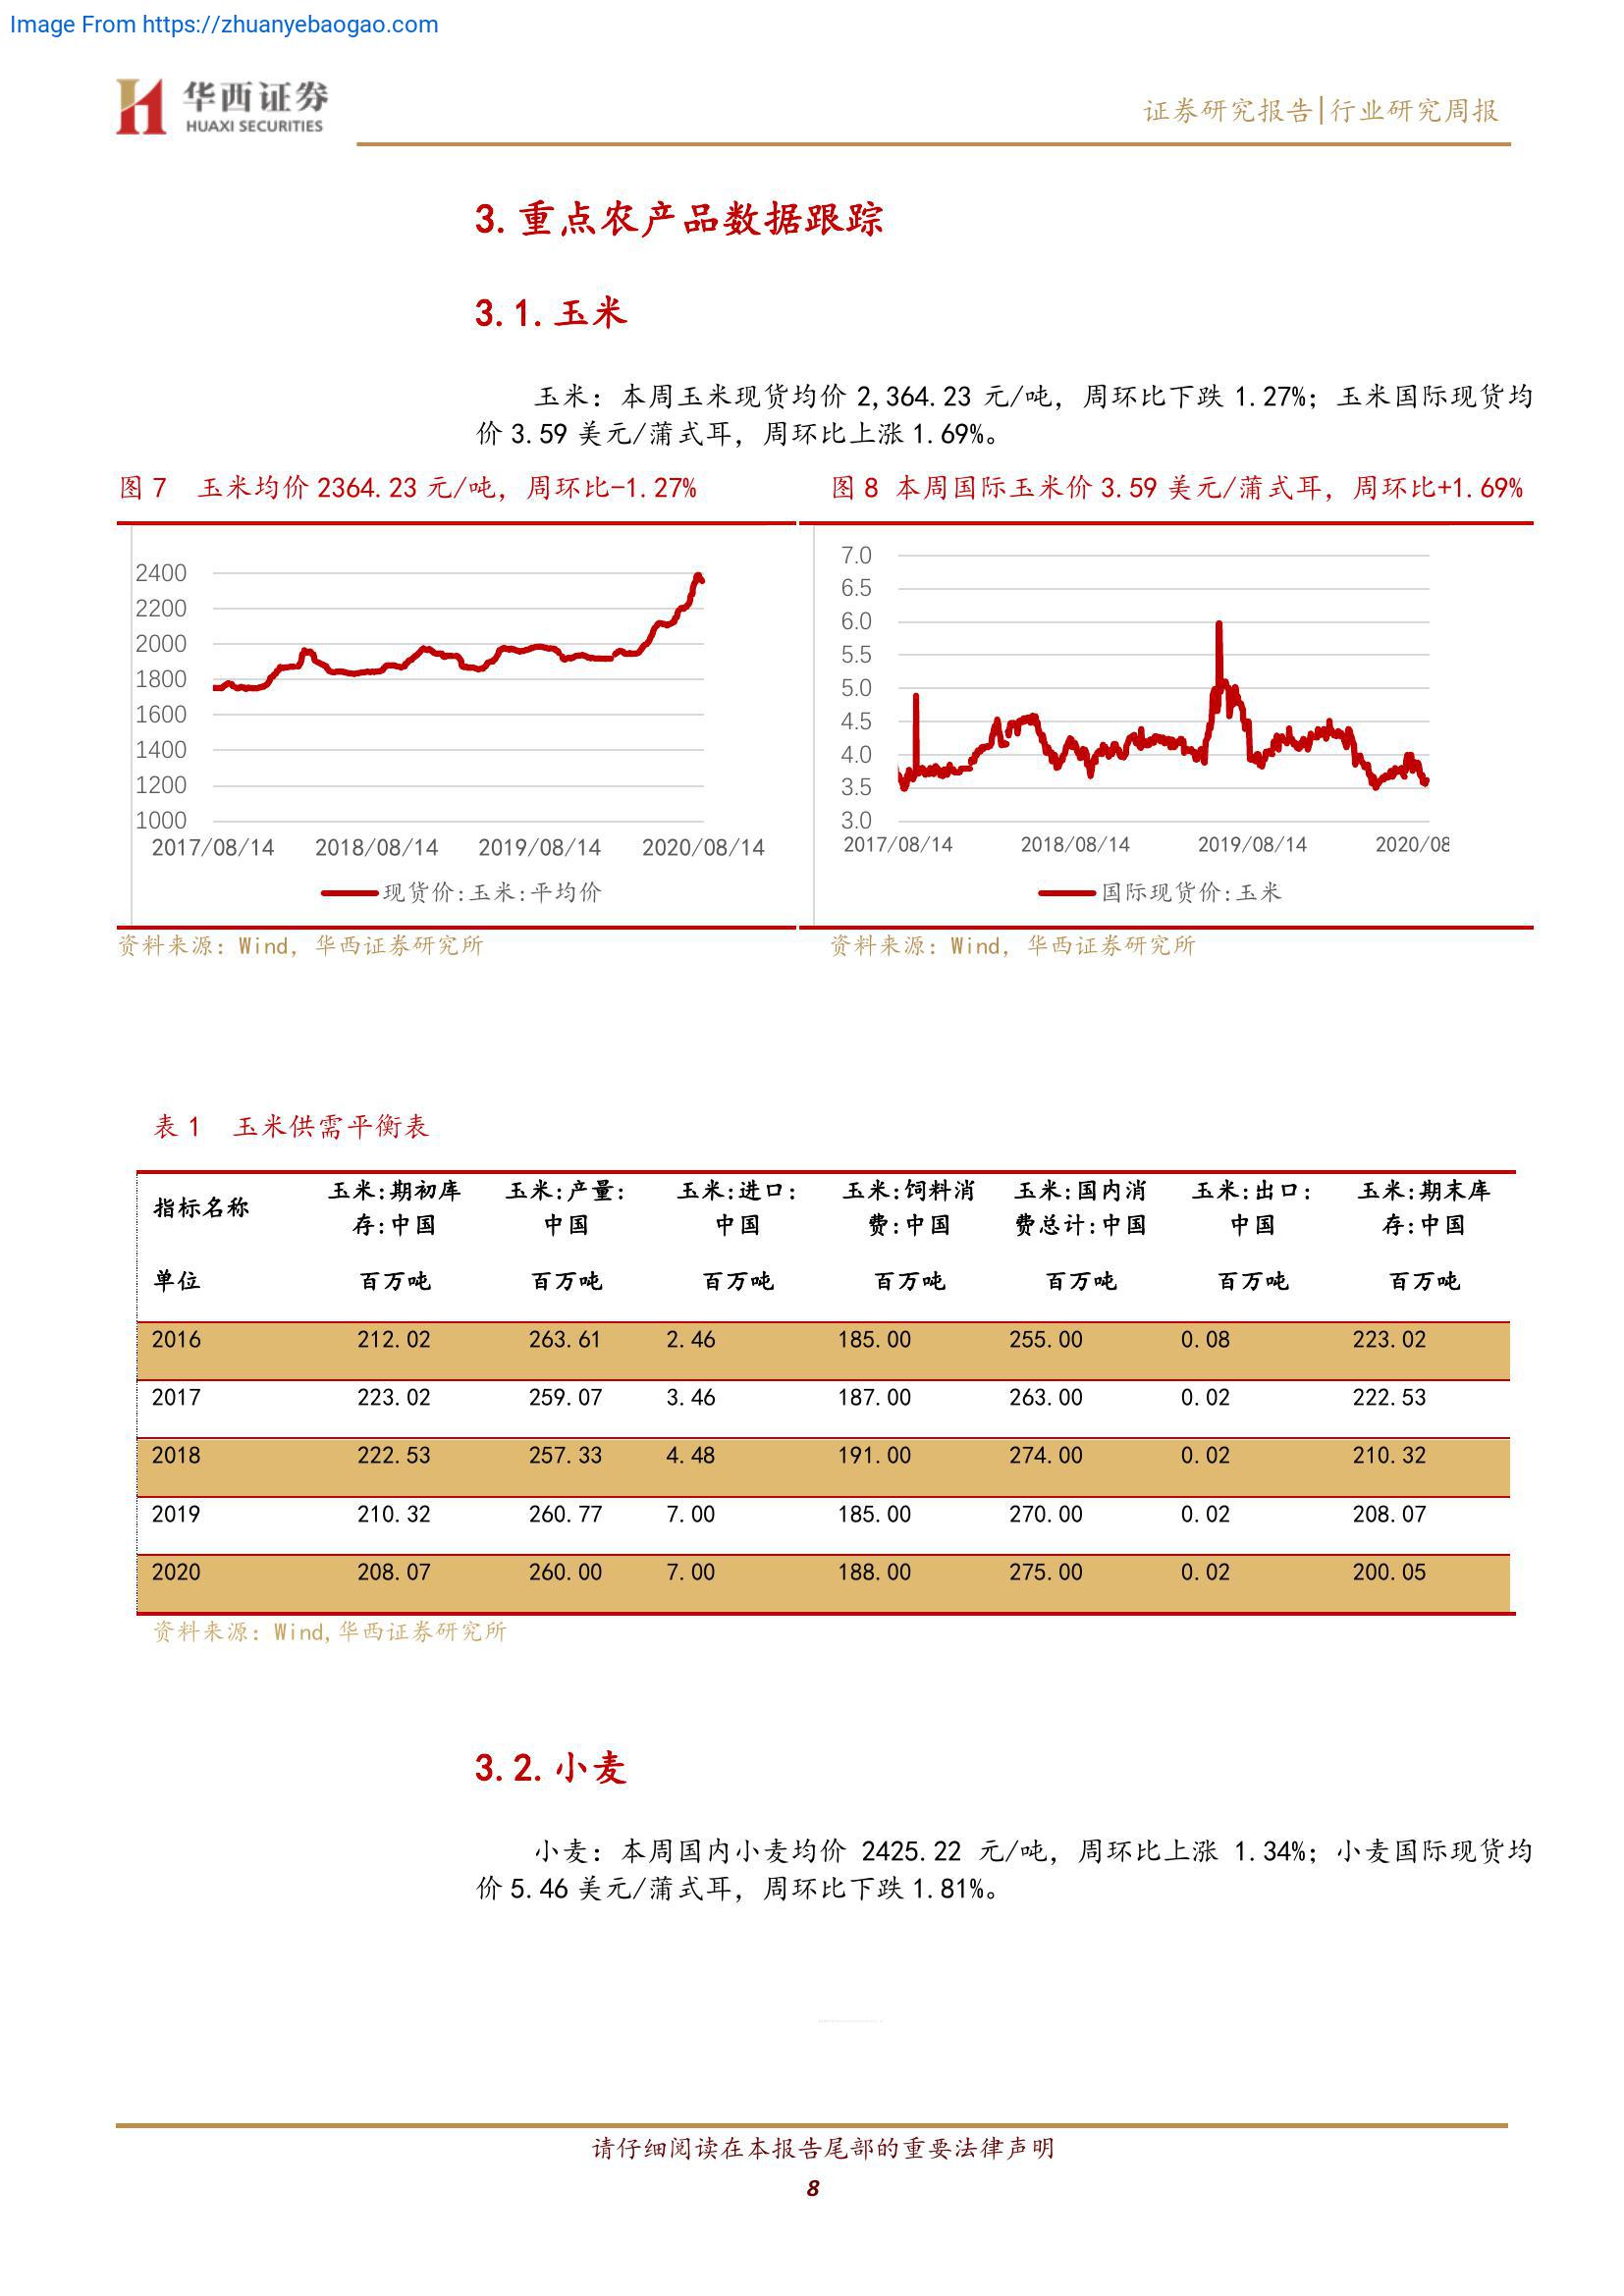 Image From https://zhuanyebaogao.com
华西证券
HUAXI SECURITIES
证券研究报告|行业研究周报
3.重点农产品数据跟踪
3.1.玉米
玉米：本周玉米现货均价 2,364.23 元/吨，周环比下跌 1.27%；玉米国际现货均
价 3.59 美元/蒲式耳，周环比上涨 1.69%。
图 7 玉米均价 2364.23 元/吨，周环比-1.27%
图 8 本周国际玉米价 3.59 美元/蒲式耳，周环比+1.69%
2400
2200
2000
1800
1600
1400
1200
1000
2017/08/14 2018/08/14 2019/08/14 2020/08/14
现货价:玉米:平均价
7.0
6.5
6.0
5.5
5.0
4.5
4.0
3.5
3.0
2017/08/14 2018/08/14 2019/08/14 2020/08
国际现货价:玉米
资料来源：Wind，华西证券研究所
资料来源：Wind，华西证券研究所
表 1 玉米供需平衡表
指标名称 玉米:期初库存:中国 玉米:产量:中国 玉米:进口:中国 玉米:饲料消费:中国 玉米:国内消费总计:中国 玉米:出口:中国 玉米:期末库存:中国
单位 百万吨 百万吨 百万吨 百万吨 百万吨 百万吨 百万吨
2016 212.02 263.61 2.46 185.00 255.00 0.08 223.02
2017 223.02 259.07 3.46 187.00 263.00 0.02 222.53
2018 222.53 257.33 4.48 191.00 274.00 0.02 210.32
2019 210.32 260.77 7.00 185.00 270.00 0.02 208.07
2020 208.07 260.00 7.00 188.00 275.00 0.02 200.05
资料来源：Wind,华西证券研究所
3.2.小麦
小麦：本周国内小麦均价 2425.22 元/吨，周环比上涨 1.34%；小麦国际现货均
价 5.46 美元/蒲式耳，周环比下跌 1.81%。
请仔细阅读在本报告尾部的重要法律声明
8